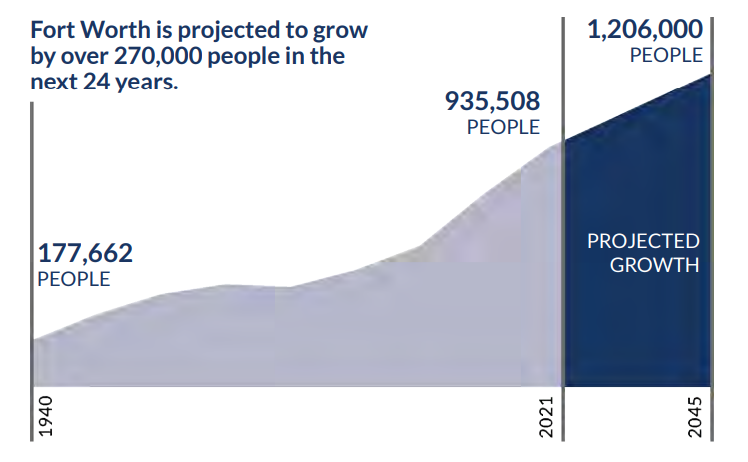 Fort Worth is projected to grow
by over 270,000 people in the
next 24 years.
1,206,000
PEOPLE
935,508
PEOPLE
177,662
PEOPLE
PROJECTED
GROWTH
1940
2021
2045